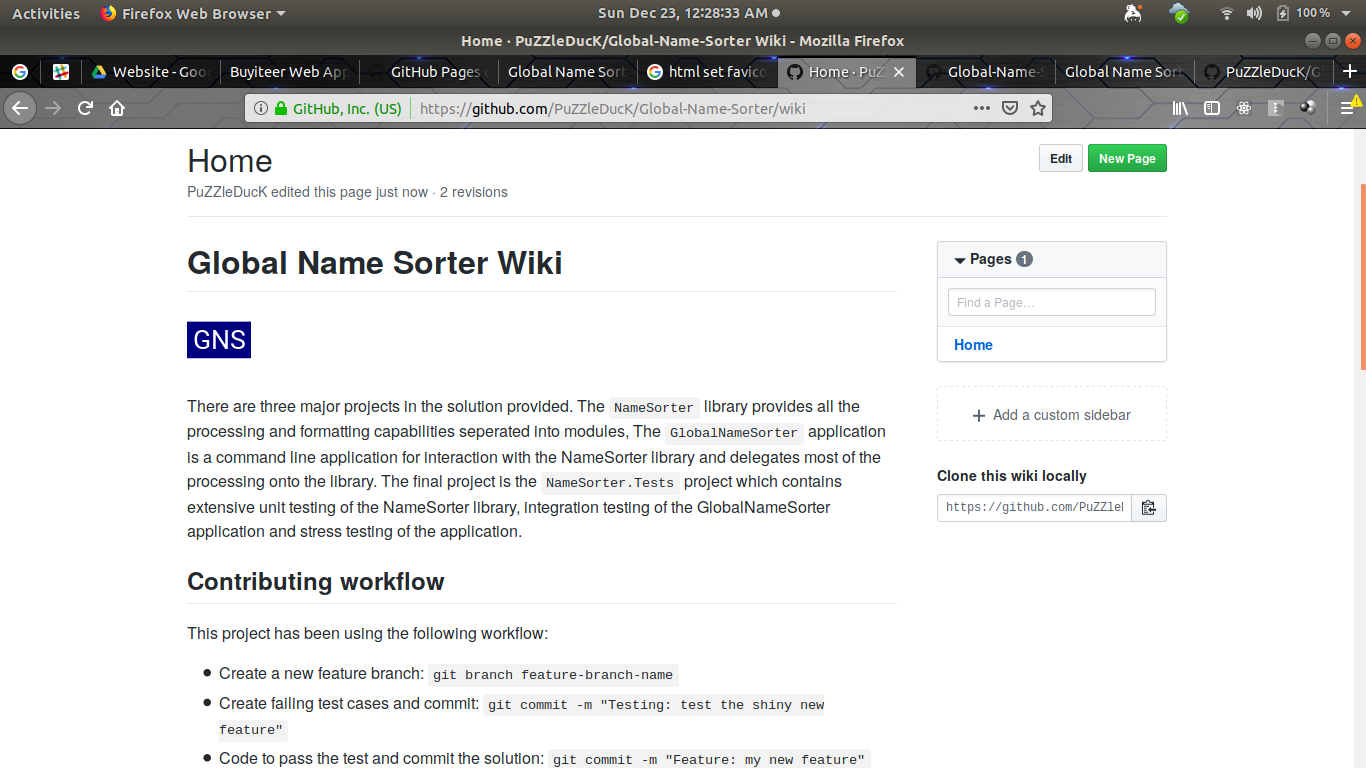 Activities Firefox Web Browser Sun Dec 23, 12:28:33 AM 100%
Home · PuZZleDucK/Global-Name-Sorter Wiki - Mozilla Firefox
Website - Goo Buyiteer Web App GitHub Pages Global Name Sort html set favico Home · PuZ Global-Name-S Global Name Sort PuZZleDucK/G
GitHub, Inc. (US) https://github.com/PuZZleDucK/Global-Name-Sorter/wiki
Home
Edit New Page
PuZZleDucK edited this page just now · 2 revisions
Global Name Sorter Wiki
GNS
There are three major projects in the solution provided. The NameSorter library provides all the
processing and formatting capabilities seperated into modules, The GlobalNameSorter application
is a command line application for interaction with the NameSorter library and delegates most of the
processing onto the library. The final project is the NameSorter.Tests project which contains
extensive unit testing of the NameSorter library, integration testing of the GlobalNameSorter
application and stress testing of the application.
Contributing workflow
This project has been using the following workflow:
Create a new feature branch: git branch feature-branch-name
Create failing test cases and commit: git commit -m "Testing: test the shiny new
feature"
Code to pass the test and commit the solution: git commit -m "Feature: my new feature"
Pages 1
Find a Page…
Home
Add a custom sidebar
Clone this wiki locally
https://github.com/PuZZlel